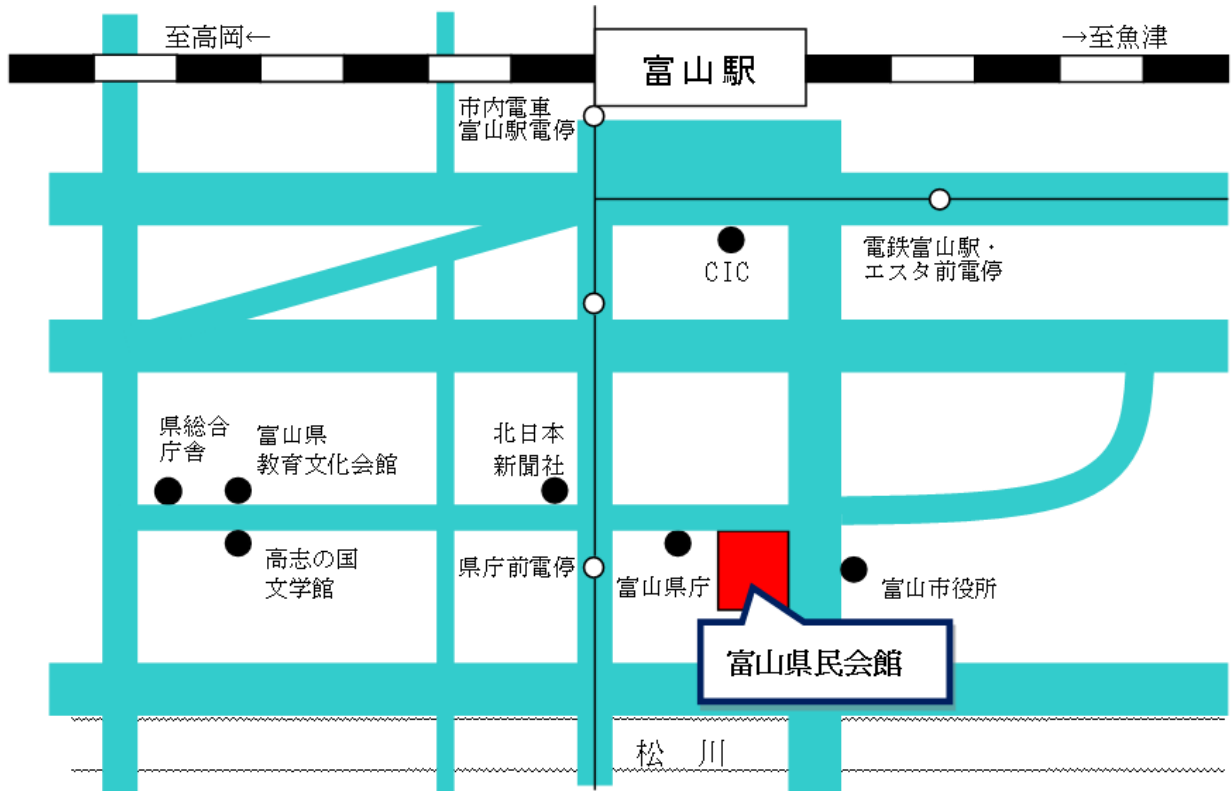 至高岡←
→至魚津
富山駅
市内電車
富山駅電停
CIC
電鉄富山駅・
エスタ前電停
県総合
庁舎
富山県
教育文化会館
北日本
新聞社
高志の国
文学館
県庁前電停
富山県庁
富山市役所
富山県民会館
松 川